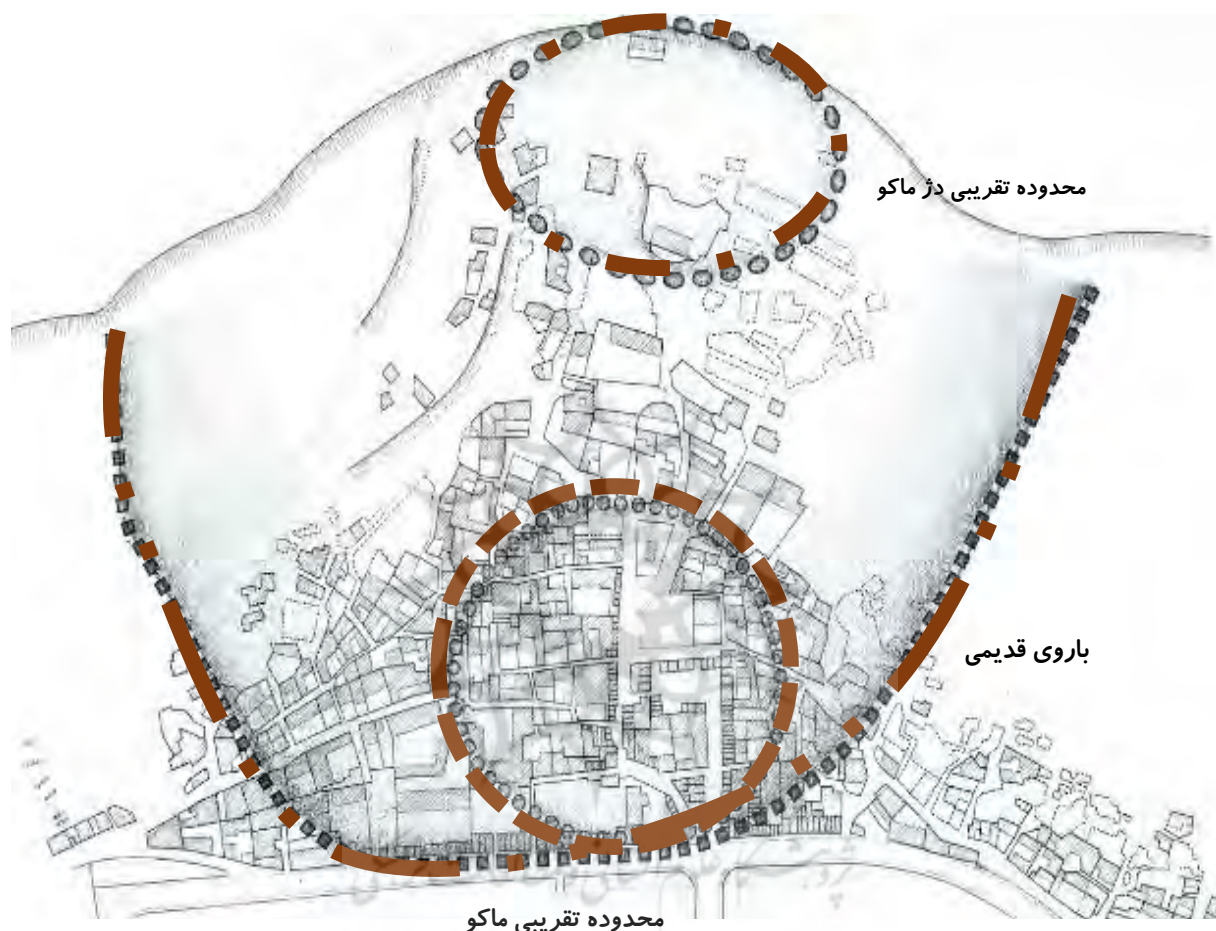 محدوده تقریبی دژ ماکو
باروی قدیمی
محدوده تقریبی ماکو